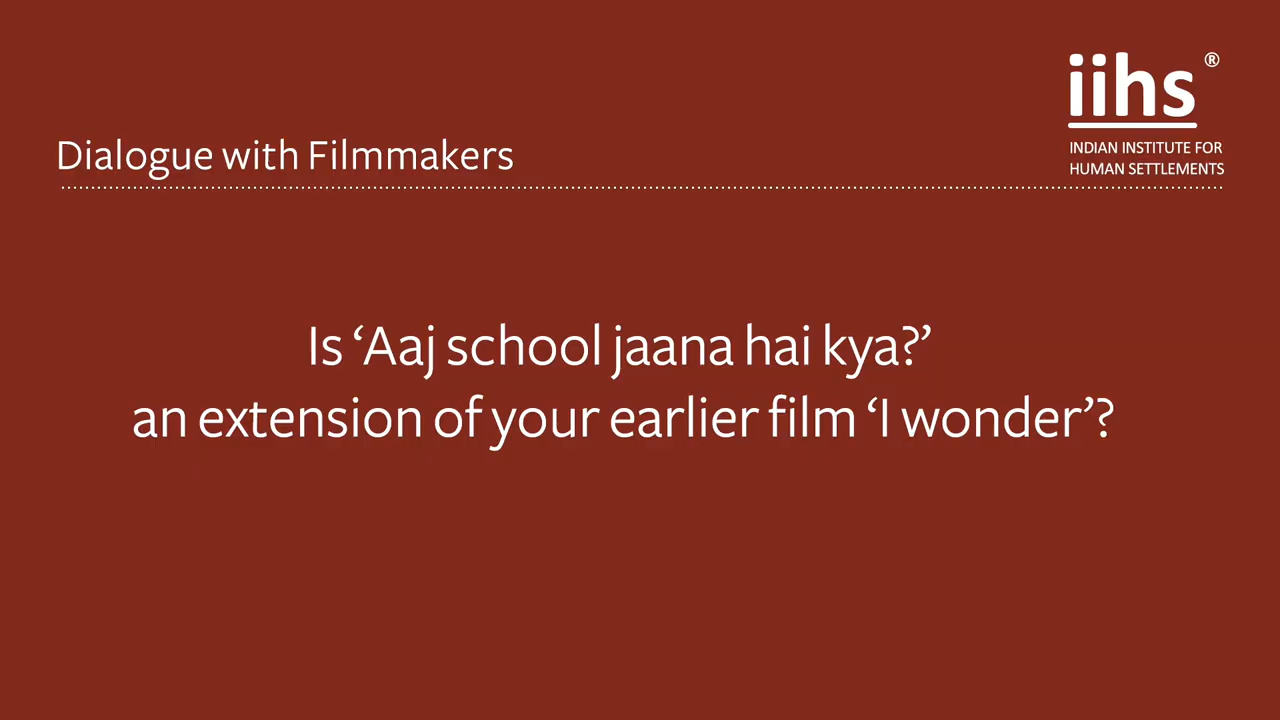 iihs®
INDIAN INSTITUTE FOR
HUMAN SETTLEMENTS
Dialogue with Filmmakers
Is ‘Aaj school jaana hai kya?’
an extension of your earlier film ‘I wonder’?